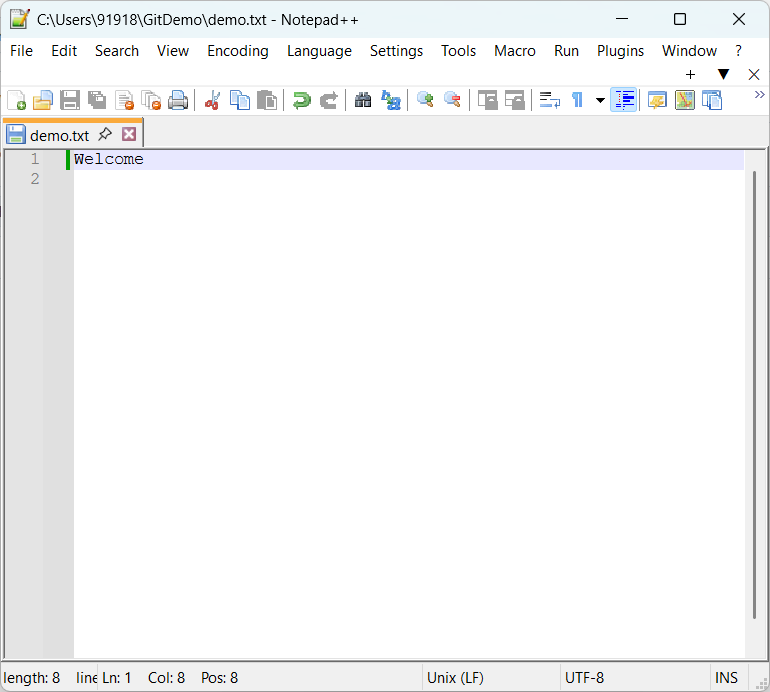 C:\Users\91918\GitDemo\demo.txt - Notepad++
File Edit Search View Encoding Language Settings Tools Macro Run Plugins Window ?
demo.txt
1 Welcome
2
length: 8 line Ln: 1 Col: 8 Pos: 8 Unix (LF) UTF-8 INS